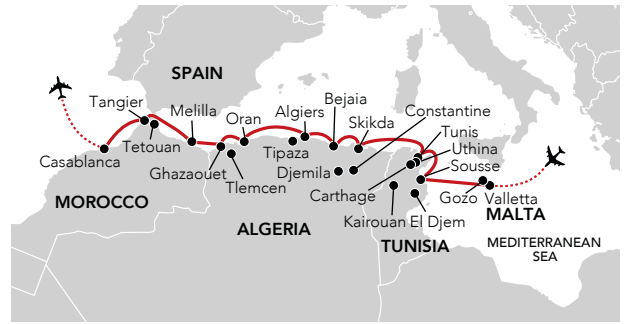 SPAIN
Tangier
Melilla
Oran
Algiers
Bejaia
Constantine
Skikda
Tunis
Tetouan
Tipaza
Uthina
Casablanca
Ghazaouet
Djemila
Sousse
Tlemcen
Carthage
Gozo
Valletta
MOROCCO
MALTA
Kairouan
El Djem
ALGERIA
TUNISIA
MEDITERRANEAN
SEA